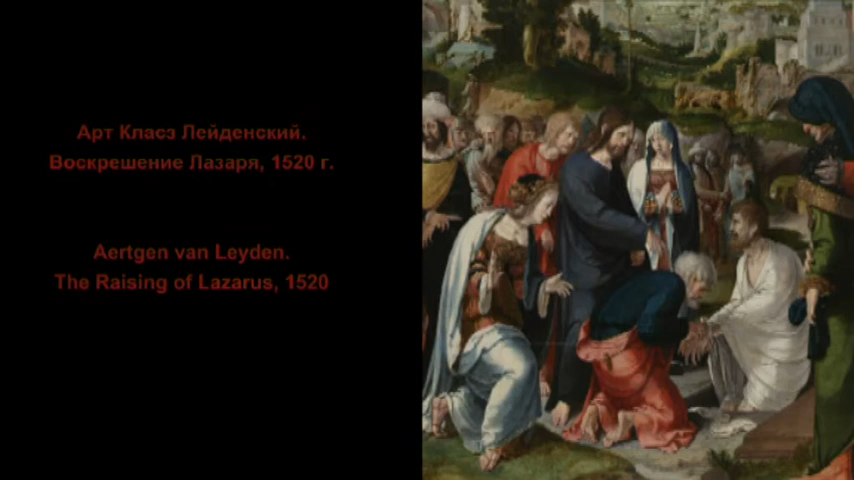 Арт Класз Лейденский.
Воскрешение Лазаря, 1520 г.
Aertgen van Leyden.
The Raising of Lazarus, 1520